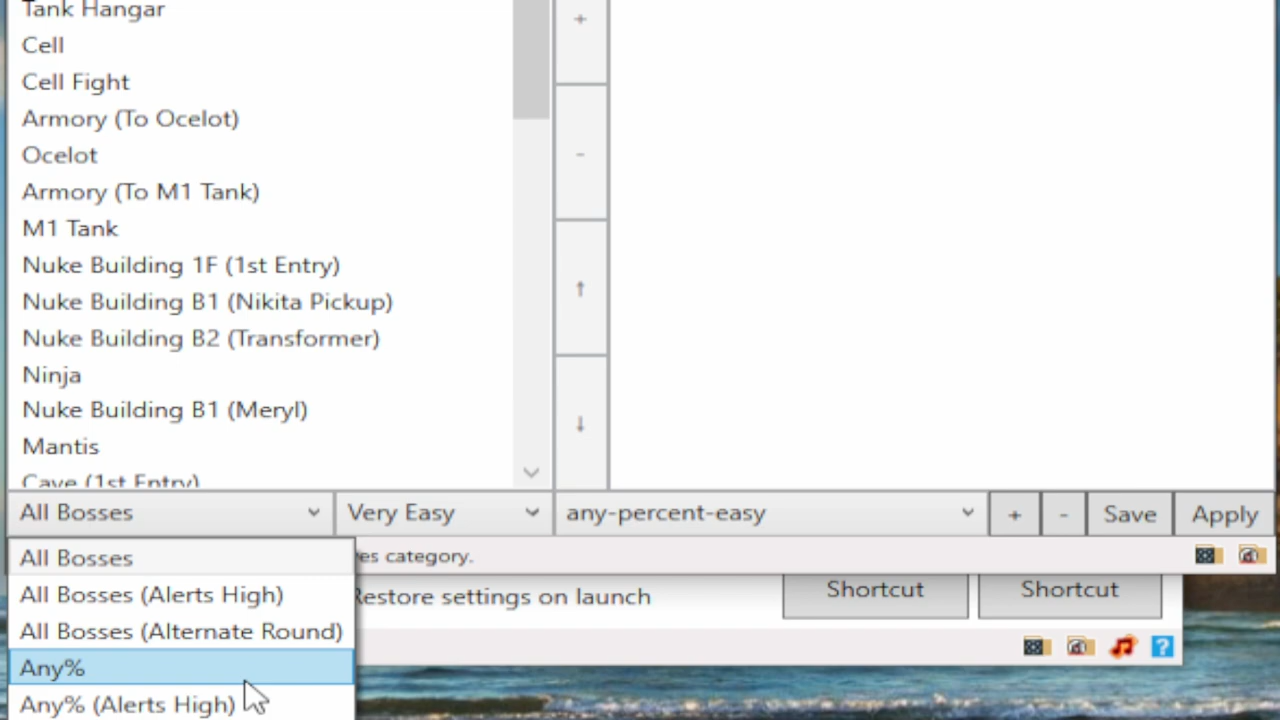 Tank Hangar
Cell
Cell Fight
Armory (To Ocelot)
Ocelot
Armory (To M1 Tank)
M1 Tank
Nuke Building 1F (1st Entry)
Nuke Building B1 (Nikita Pickup)
Nuke Building B2 (Transformer)
Ninja
Nuke Building B1 (Meryl)
Mantis
Cave (1st Entry)
+
-
↑
↓
All Bosses
Very Easy
any-percent-easy
+
-
Save
Apply
All Bosses
All Bosses (Alerts High)
All Bosses (Alternate Round)
Any%
Any% (Alerts High)
category.
Restore settings on launch
Shortcut
Shortcut
?